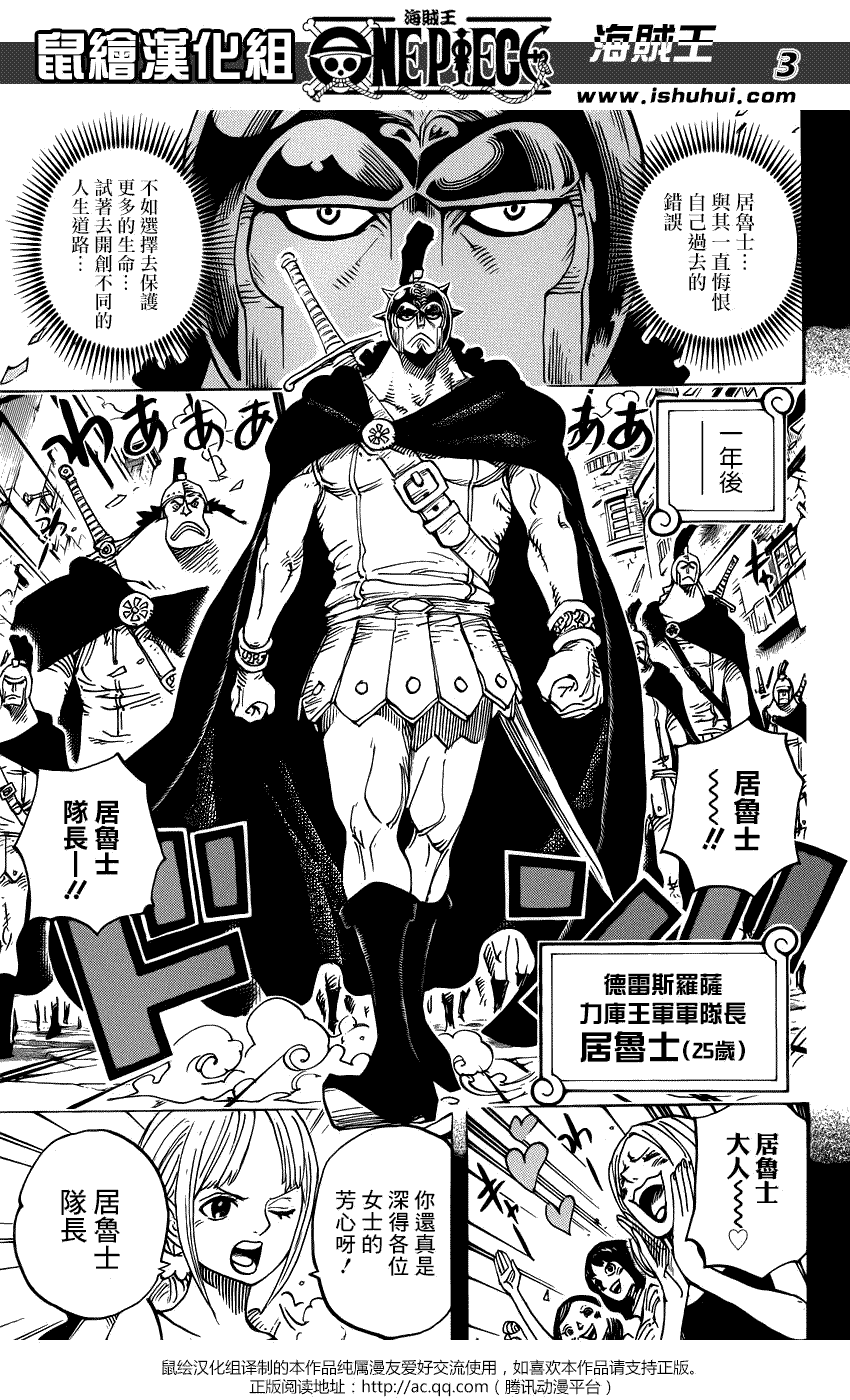 鼠繪漢化組
海賊王
ONE PIECE
海賊王
3
www.ishuhui.com
居魯士…
與其一直悔恨
自己過去的
錯誤
不如選擇去保護
更多的生命…
試著去開創不同的
人生道路…
わあぁぁぁ
ああぁ
一年後
——
居魯士
～～～!!
居魯士
隊長ー!!
ドドン
德雷斯羅薩
力庫王軍軍隊長
居魯士(25歲)
居魯士
大人～～♡
你還真是
深得各位
女士的
芳心呀!
居魯士
隊長
鼠绘汉化组译制的本作品纯属漫友爱好交流使用，如喜欢本作品请支持正版。
正版阅读地址：http://ac.qq.com（腾讯动漫平台）